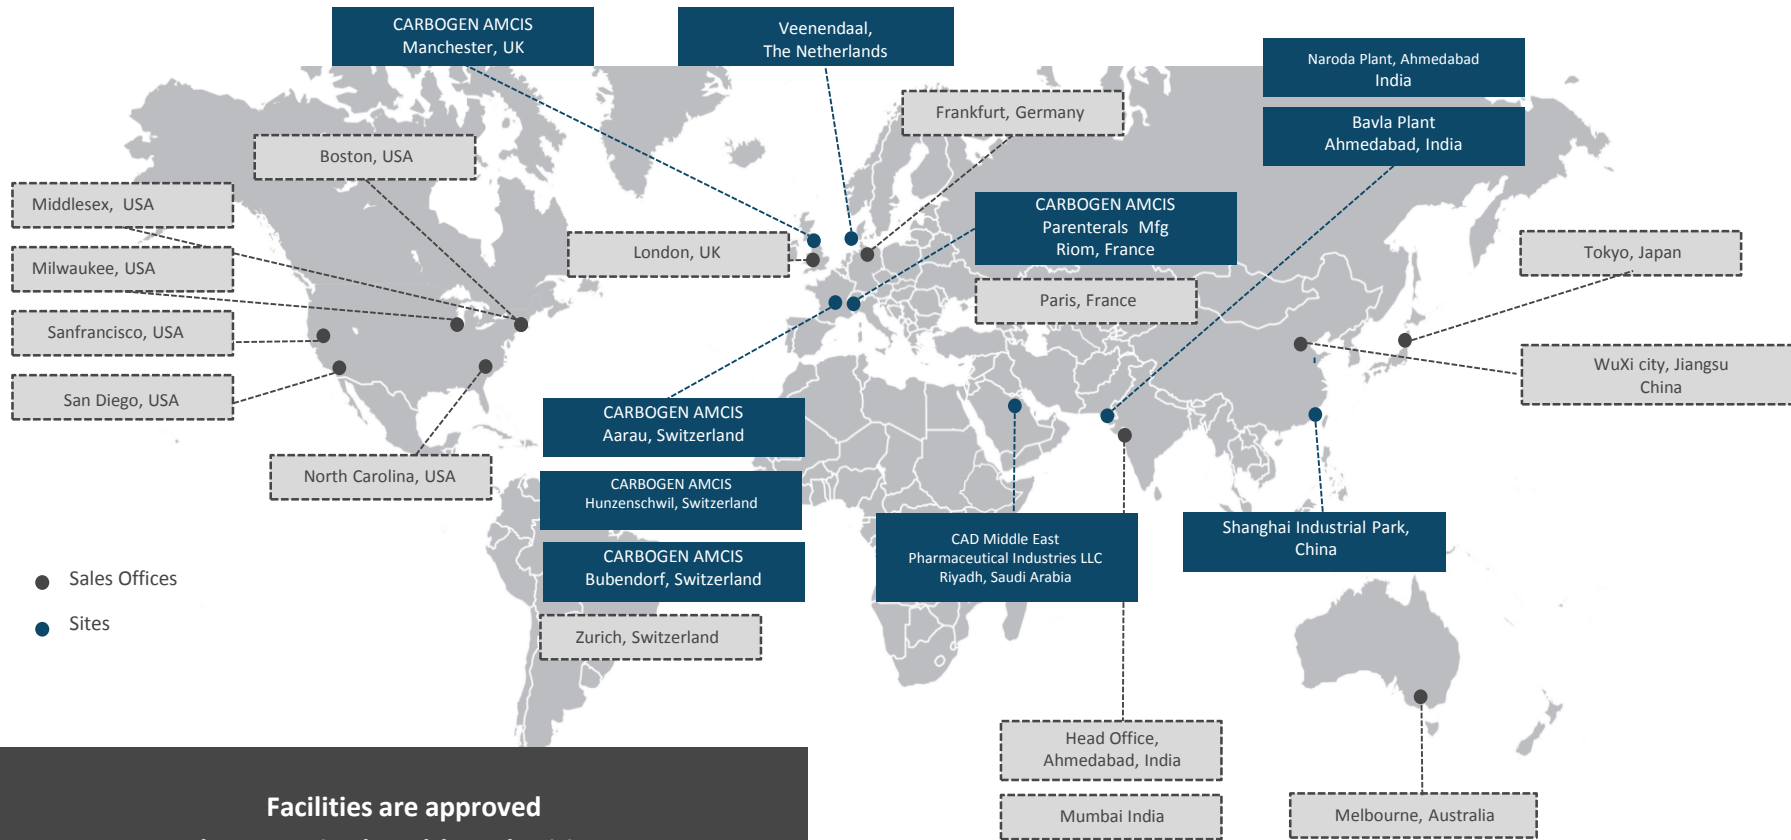 CARBOGEN AMCIS
Manchester, UK
Veenendaal,
The Netherlands
Naroda Plant, Ahmedabad
India
Frankfurt, Germany
Bavla Plant
Ahmedabad, India
Boston, USA
Middlesex, USA
CARBOGEN AMCIS
Parenterals Mfg
Riom, France
London, UK
Tokyo, Japan
Milwaukee, USA
Paris, France
Sanfrancisco, USA
WuXi city, Jiangsu
China
San Diego, USA
CARBOGEN AMCIS
Aarau, Switzerland
North Carolina, USA
CARBOGEN AMCIS
Hunzenschwil, Switzerland
CAD Middle East
Pharmaceutical Industries LLC
Riyadh, Saudi Arabia
Shanghai Industrial Park,
China
CARBOGEN AMCIS
Bubendorf, Switzerland
Sales Offices
Sites
Zurich, Switzerland
Head Office,
Ahmedabad, India
Mumbai India
Melbourne, Australia
Facilities are approved